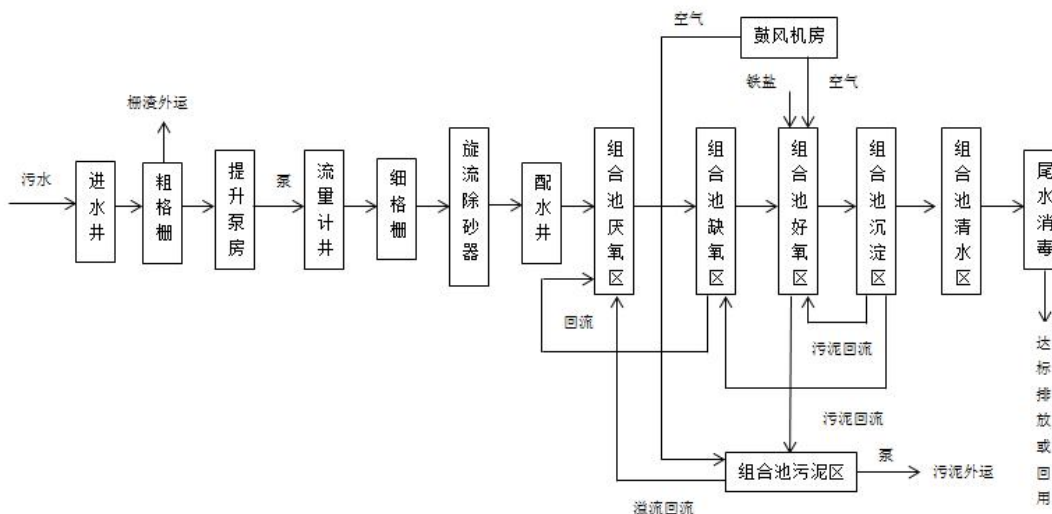 空气
鼓风机房
铁盐
空气
栅渣外运
污水
进水井
粗格栅
提升泵房
泵
流量计井
细格栅
旋流除砂器
配水井
组合池厌氧区
组合池缺氧区
组合池好氧区
组合池沉淀区
组合池清水区
尾水消毒
回流
污泥回流
污泥回流
达标排放或回用
组合池污泥区
泵
污泥外运
溢流回流